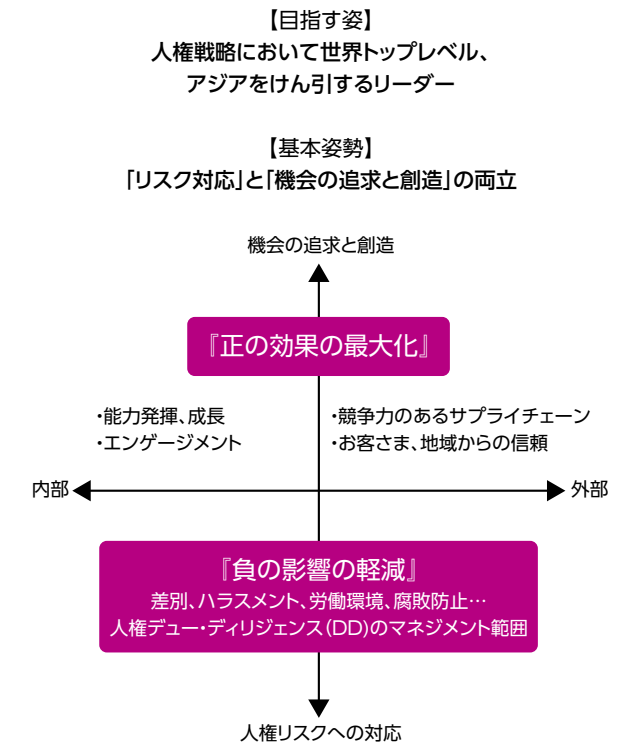 【目指す姿】
人権戦略において世界トップレベル、
アジアをけん引するリーダー
【基本姿勢】
「リスク対応」と「機会の追求と創造」の両立
機会の追求と創造
『正の効果の最大化』
・能力発揮、成長
・エンゲージメント
・競争力のあるサプライチェーン
・お客さま、地域からの信頼
内部
外部
『負の影響の軽減』
差別、ハラスメント、労働環境、腐敗防止…
人権デュー・ディリジェンス(DD)のマネジメント範囲
人権リスクへの対応